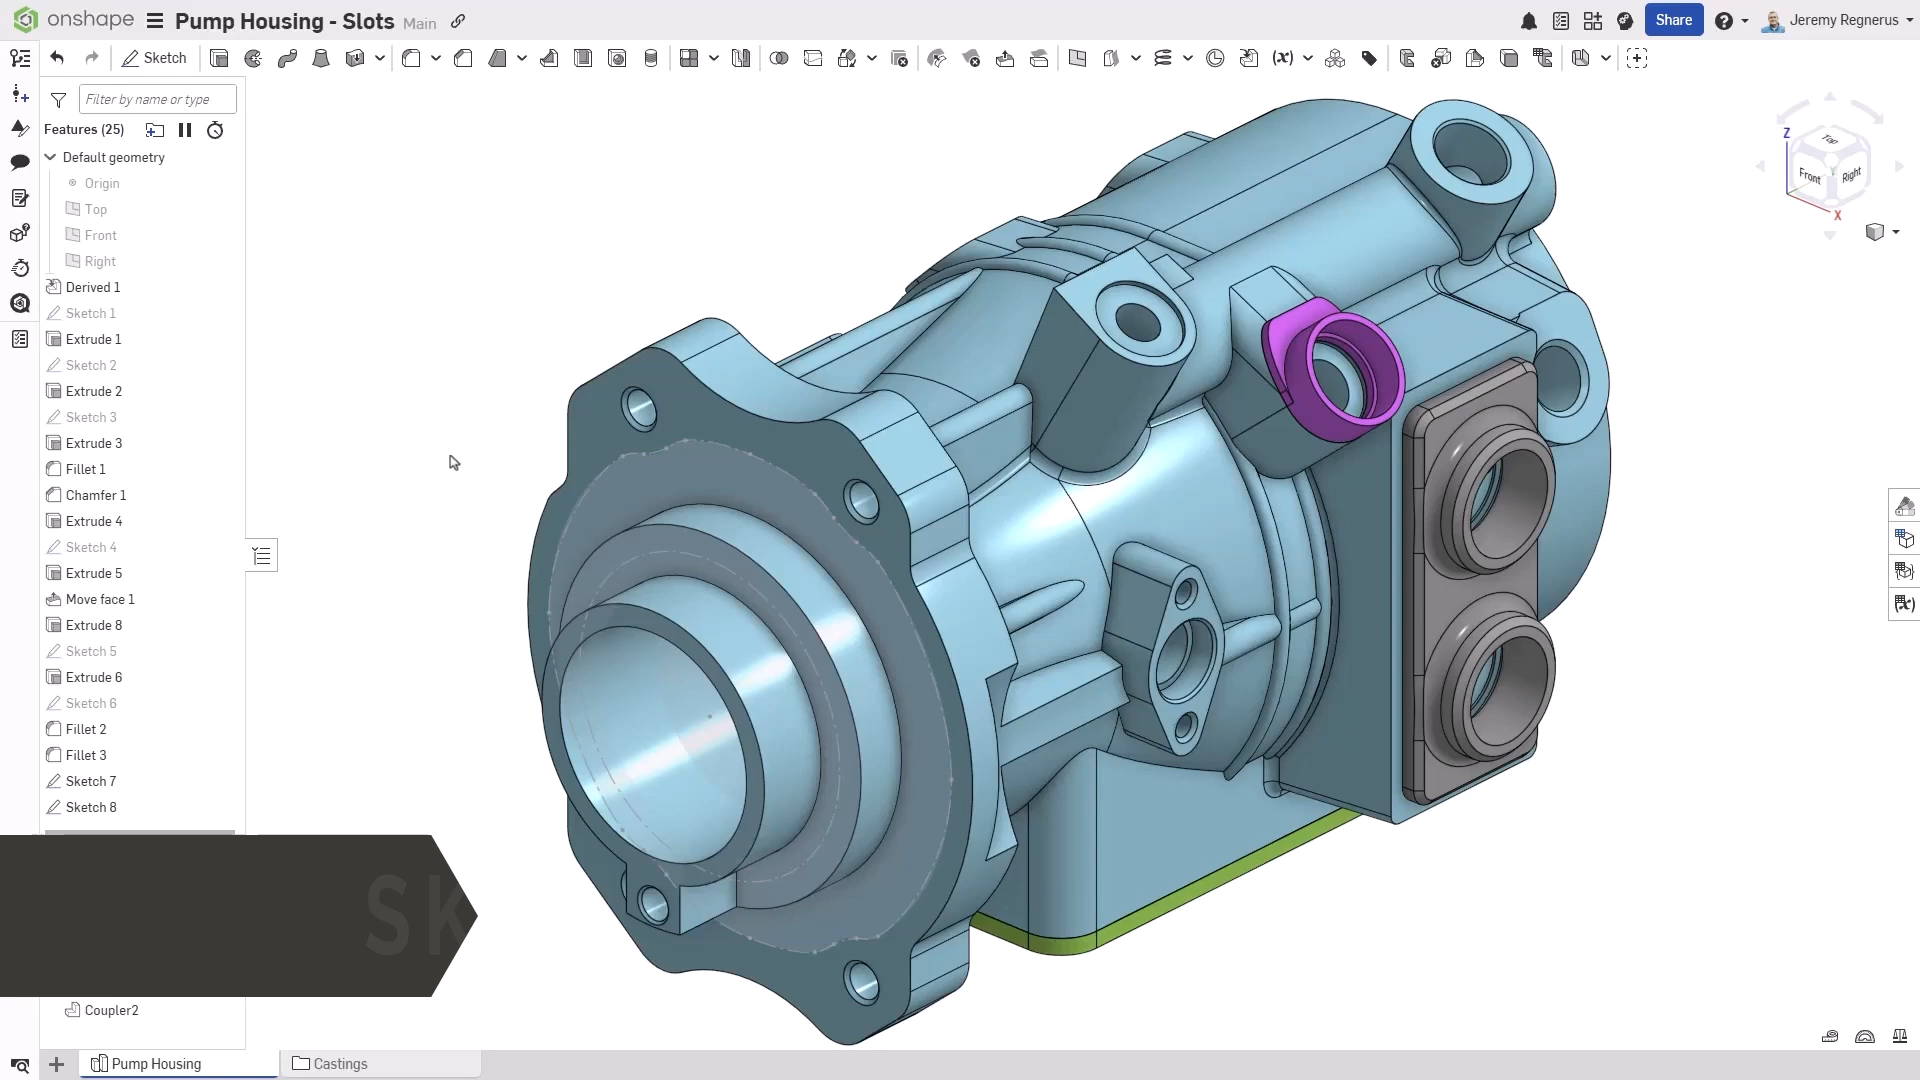 onshape
Pump Housing - Slots Main
Share
Jeremy Regnerus
Sketch
Filter by name or type
Features (25)
Default geometry
Origin
Top
Front
Right
Derived 1
Sketch 1
Extrude 1
Sketch 2
Extrude 2
Sketch 3
Extrude 3
Fillet 1
Chamfer 1
Extrude 4
Sketch 4
Extrude 5
Move face 1
Extrude 8
Sketch 5
Extrude 6
Sketch 6
Fillet 2
Fillet 3
Sketch 7
Sketch 8
SK
Coupler2
Pump Housing
Castings
Z
Top
Front
Right
X